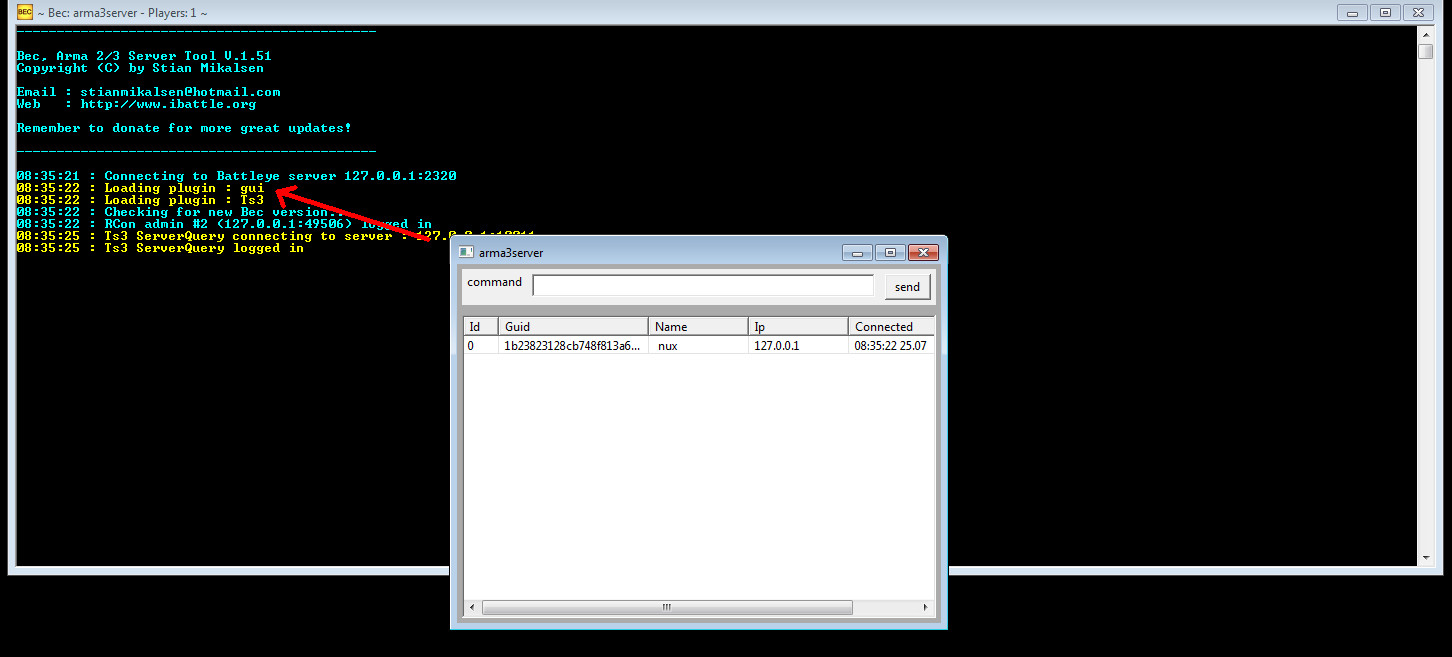 BEC ~ Bec: arma3server - Players: 1 ~
Bec, Arma 2/3 Server Tool V.1.51
Copyright (C) by Stian Mikalsen
Email : stianmikalsen@hotmail.com
Web : http://www.ibattle.org
Remember to donate for more great updates!
08:35:21 : Connecting to Battleye server 127.0.0.1:2320
08:35:22 : Loading plugin : gui
08:35:22 : Loading plugin : Ts3
08:35:22 : Checking for new Bec version..
08:35:22 : RCon admin #2 (127.0.0.1:49506) logged in
08:35:25 : Ts3 ServerQuery connecting to server :
08:35:25 : Ts3 ServerQuery logged in
arma3server
command send
Id Guid Name Ip Connected
0 1b23823128cb748f813a6... nux 127.0.0.1 08:35:22 25.07